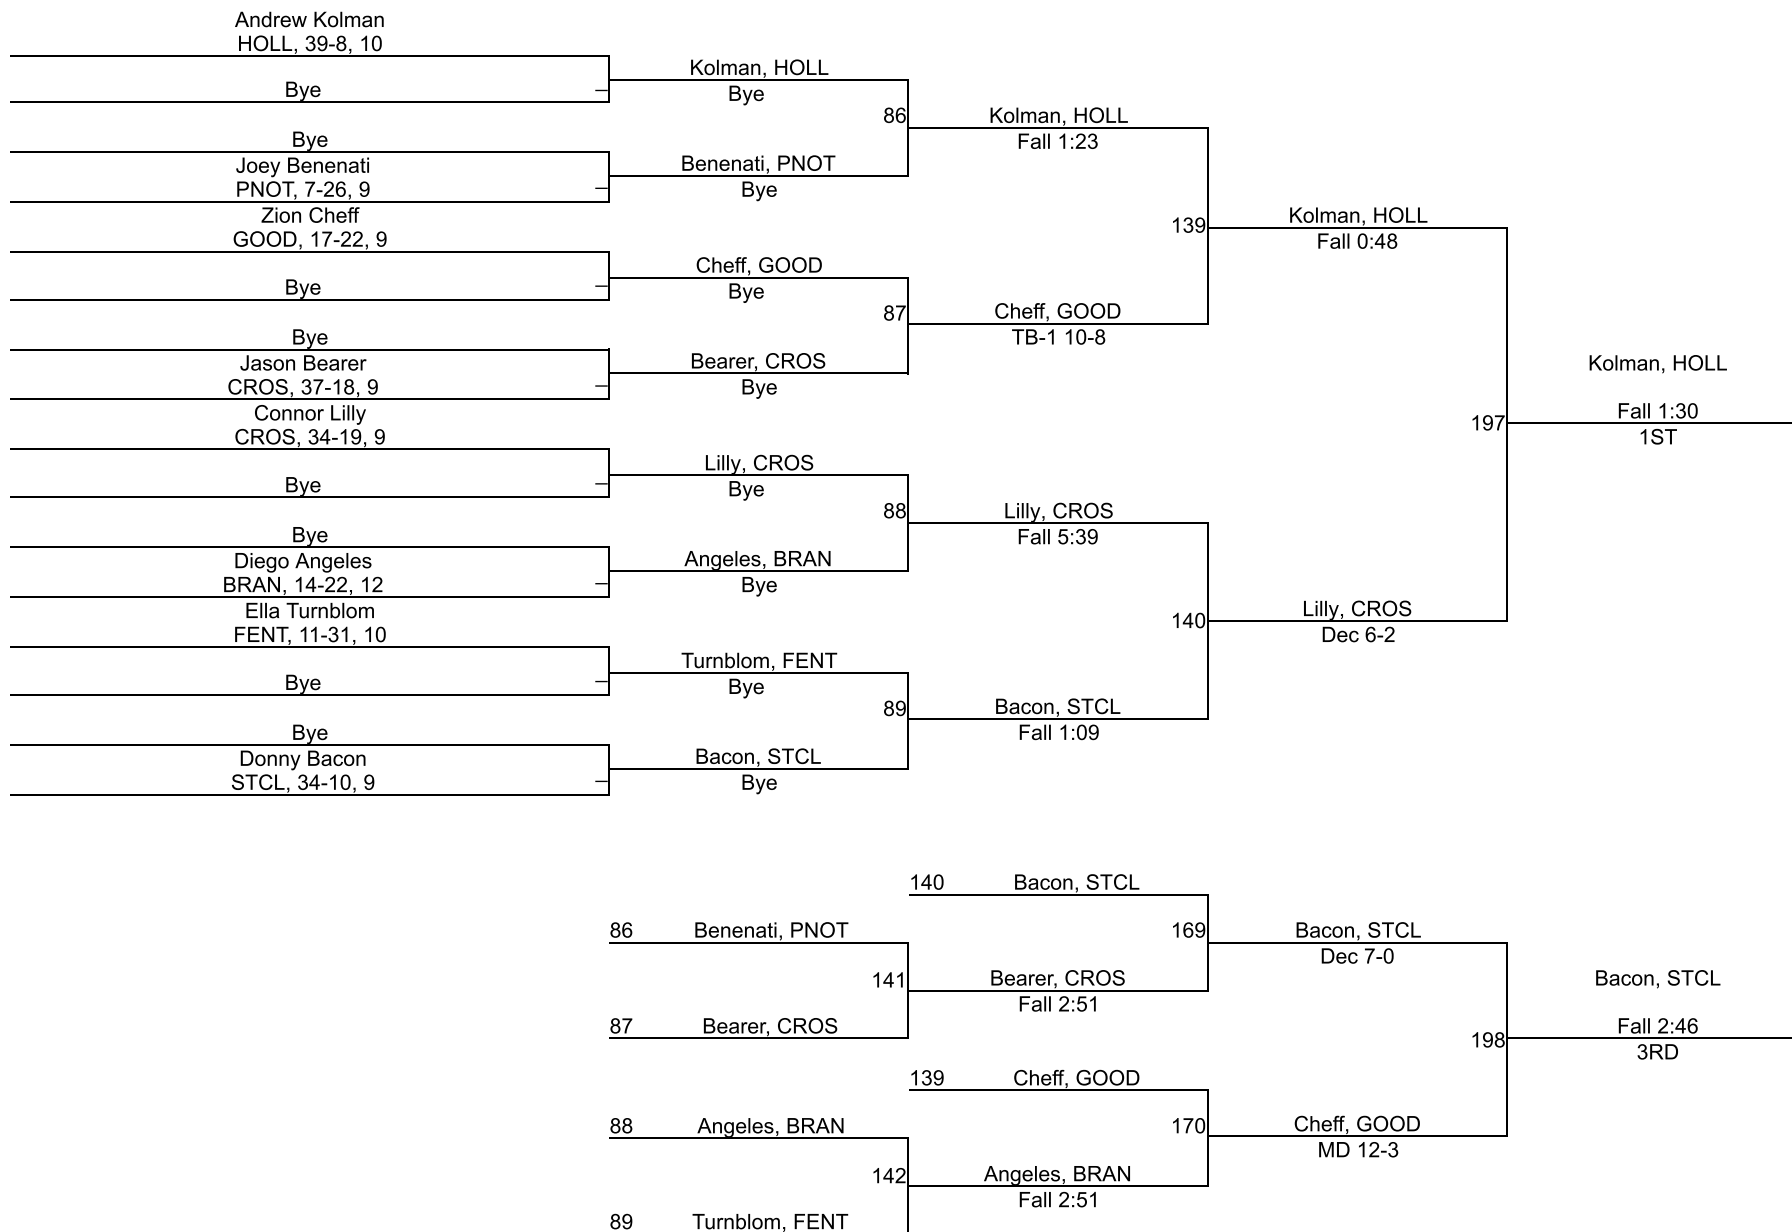 Andrew Kolman
HOLL, 39-8, 10
Bye
Bye
Joey Benenati
PNOT, 7-26, 9
Zion Cheff
GOOD, 17-22, 9
Bye
Bye
Jason Bearer
CROS, 37-18, 9
Connor Lilly
CROS, 34-19, 9
Bye
Bye
Diego Angeles
BRAN, 14-22, 12
Ella Turnblom
FENT, 11-31, 10
Bye
Bye
Donny Bacon
STCL, 34-10, 9
Kolman, HOLL
Bye
86
Benenati, PNOT
Bye
Cheff, GOOD
Bye
87
Bearer, CROS
Bye
Lilly, CROS
Bye
88
Angeles, BRAN
Bye
Turnblom, FENT
Bye
89
Bacon, STCL
Bye
Kolman, HOLL
Fall 1:23
139
Cheff, GOOD
TB-1 10-8
Lilly, CROS
Fall 5:39
140
Bacon, STCL
Fall 1:09
Kolman, HOLL
Fall 0:48
197
Lilly, CROS
Dec 6-2
Kolman, HOLL
Fall 1:30
1ST
140 Bacon, STCL
86 Benenati, PNOT
169
Bacon, STCL
Dec 7-0
141
Bearer, CROS
Fall 2:51
87 Bearer, CROS
Bacon, STCL
198
Fall 2:46
3RD
139 Cheff, GOOD
88 Angeles, BRAN
170
Cheff, GOOD
MD 12-3
142
Angeles, BRAN
Fall 2:51
89 Turnblom, FENT